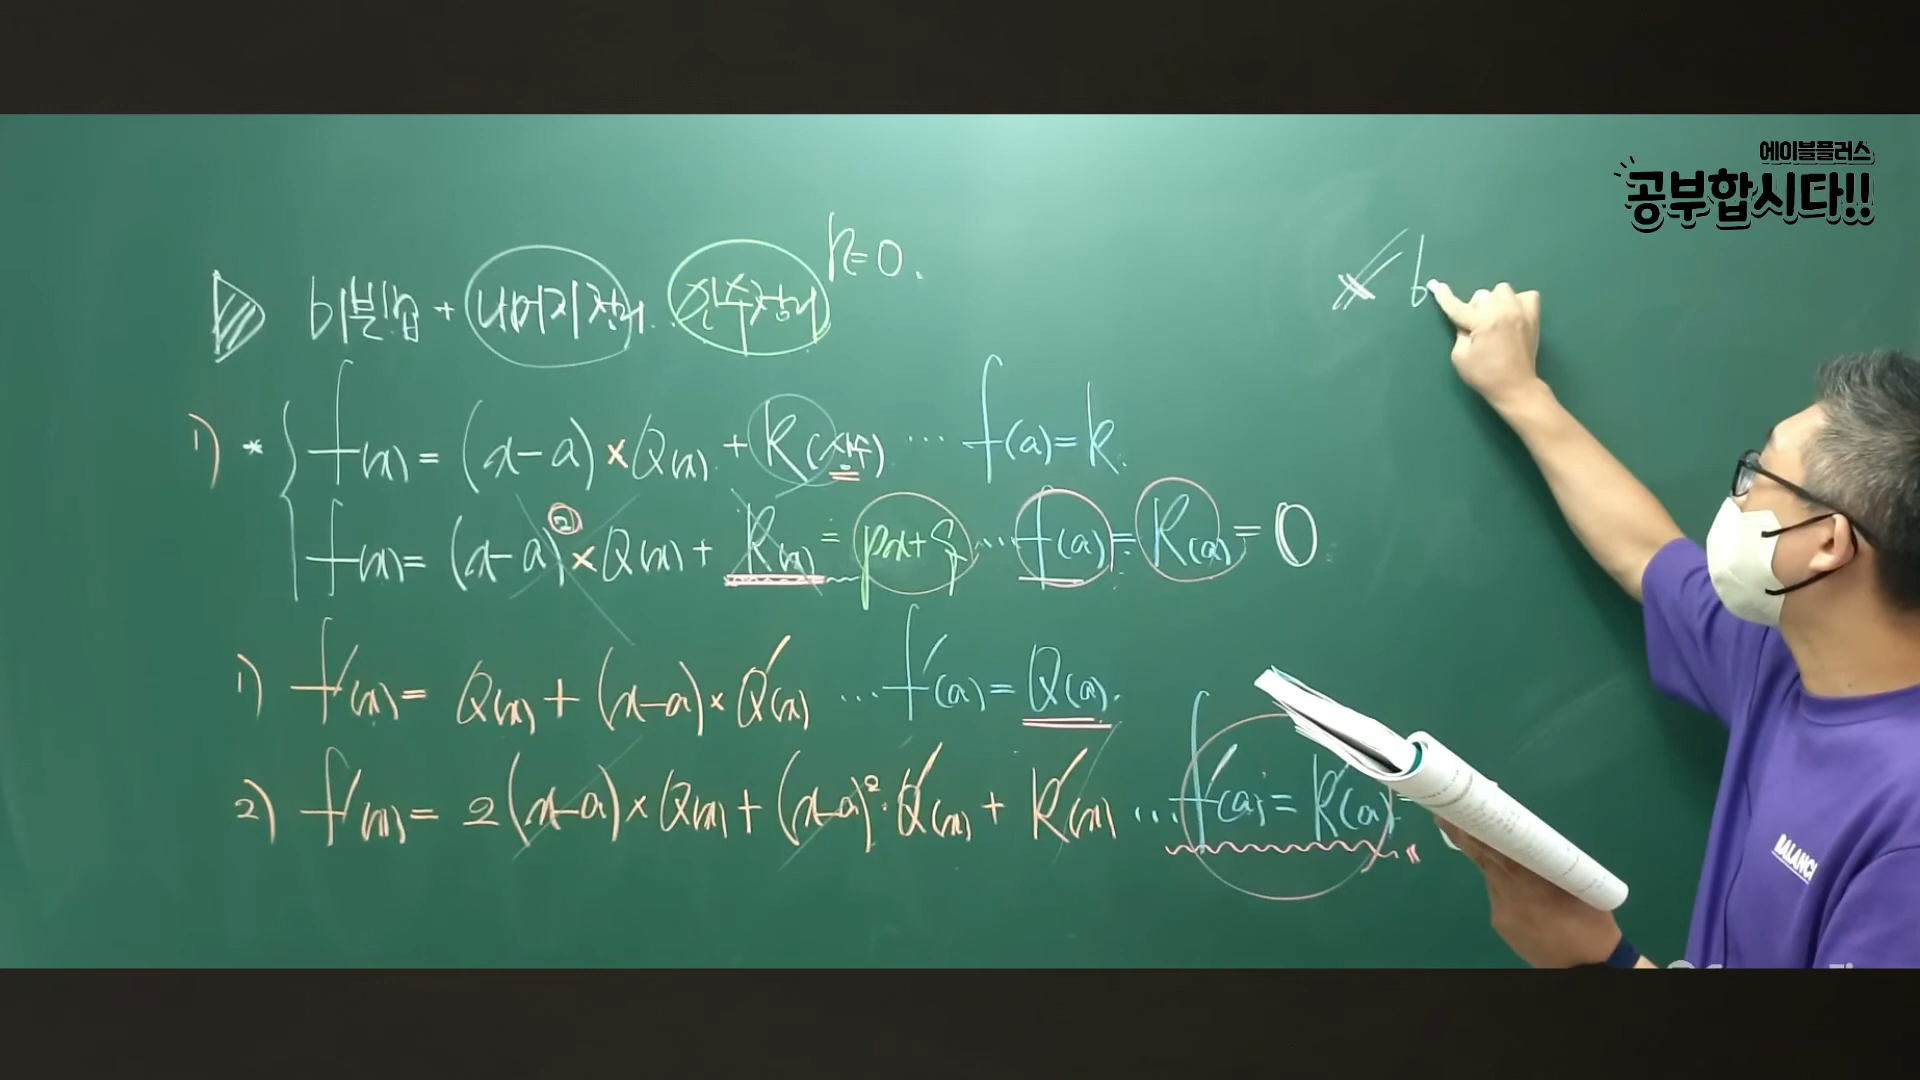 에이블플러스
공부합시다!!
R=0.
미분법 + 나머지정리. 인수정리
1) * f(x) = (x-a) × Q(x) + R(상수) ... f(a)=R.
f(x) = (x-a)² × Q(x) + R(x) = px+q ... f(a) = R(a) = 0
1) f'(x) = Q(x) + (x-a) × Q'(x) ... f'(a) = Q(a).
2) f'(x) = 2(x-a) × Q(x) + (x-a)²·Q'(x) + R'(x) ... f'(a) = R'(a)
BALANC